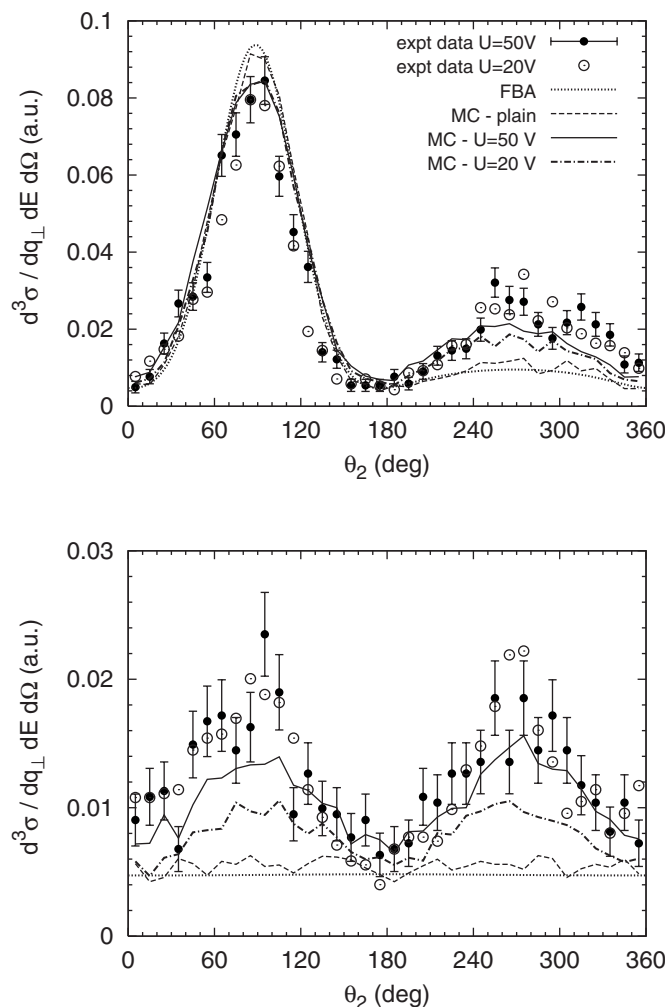 0.1
0.08
0.06
0.04
0.02
0
0 60 120 180 240 300 360
θ₂ (deg)
d³σ / dq⊥ dE dΩ (a.u.)
expt data U=50V
expt data U=20V
FBA
MC - plain
MC - U=50 V
MC - U=20 V
0.03
0.02
0.01
0
0 60 120 180 240 300 360
θ₂ (deg)
d³σ / dq⊥ dE dΩ (a.u.)